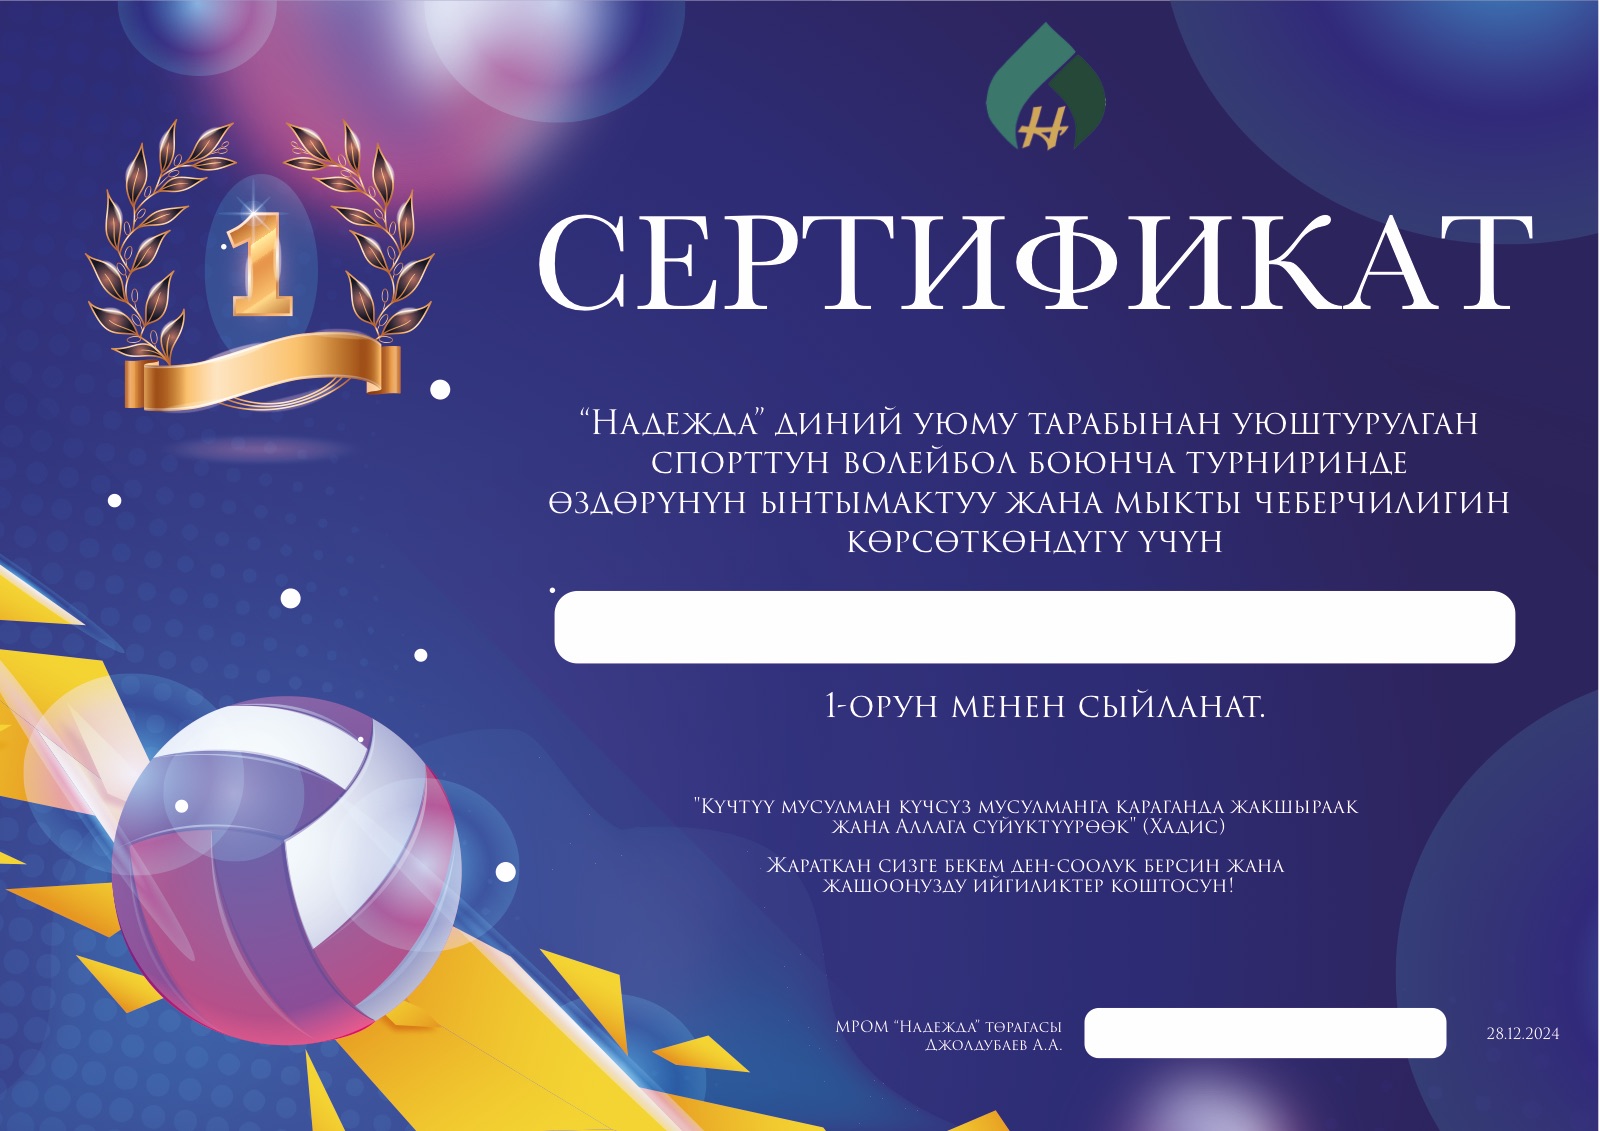 Н
1
СЕРТИФИКАТ
“Надежда” диний уюму тарабынан уюштурулган
спорттун волейбол боюнча турниринде
өздөрүнүн ынтымактуу жана мыкты чеберчилигин
көрсөткөндүгү үчүн
1-орун менен сыйланат.
"Күчтүү мусулман күчсүз мусулманга караганда жакшыраак
жана Аллага сүйүктүүрөөк" (Хадис)
Жараткан сизге бекем ден-соолук берсин жана
жашооңузду ийгиликтер коштосун!
МРОМ “Надежда” төрагасы
Джолдубаев А.А.
28.12.2024